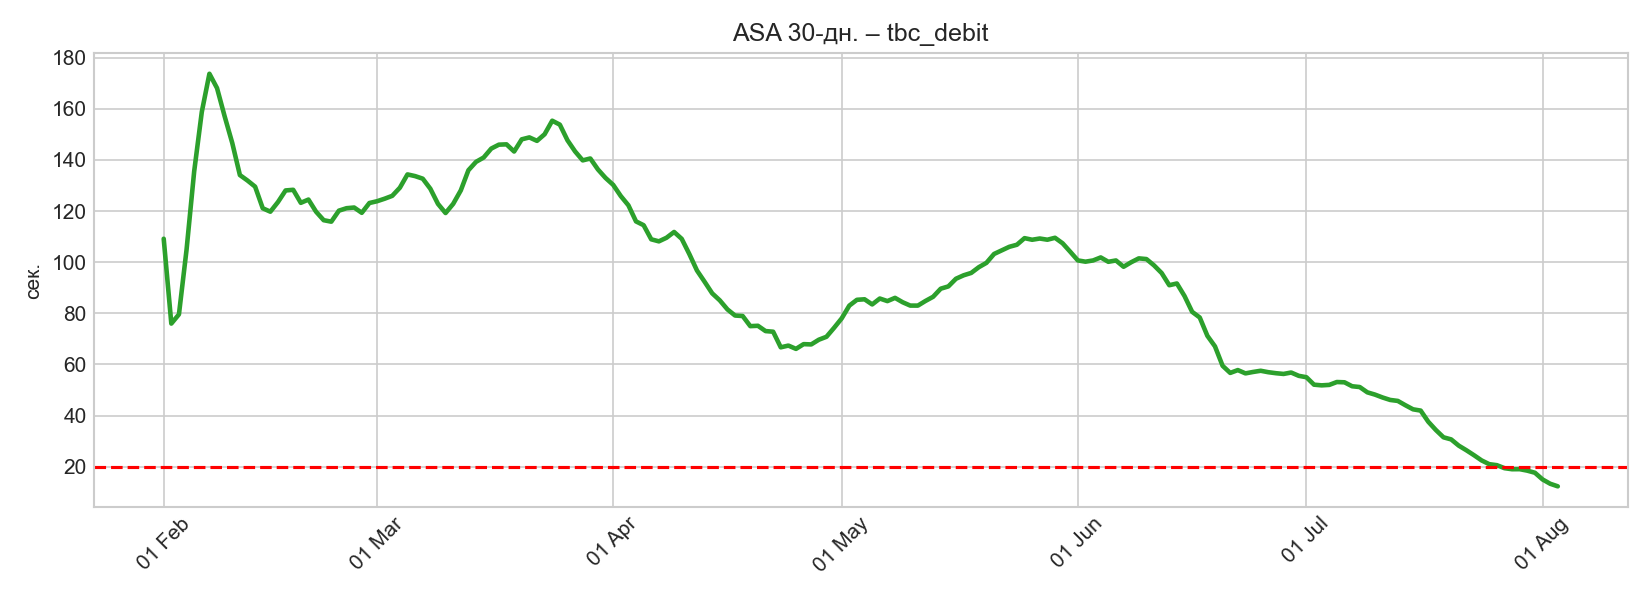 ASA 30-дн. – tbc_debit
сек.
180
160
140
120
100
80
60
40
20
01 Feb
01 Mar
01 Apr
01 May
01 Jun
01 Jul
01 Aug